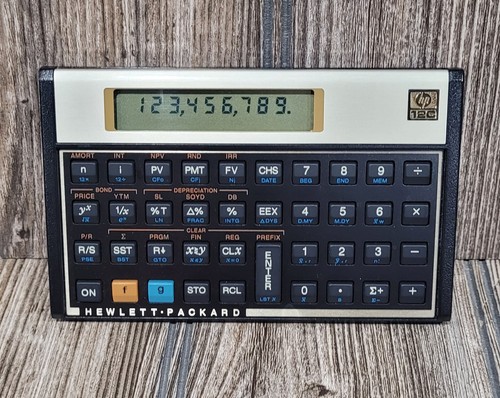 123,456,789.
hp
12C
AMORT INT NPV RND IRR
n i PV PMT FV CHS 7 8 9 ÷
12× 12÷ CFo CFj Nj DATE BEG END MEM
BOND DEPRECIATION
PRICE YTM SL SOYD DB
yˣ 1/x %T Δ% % EEX 4 5 6 ×
√x eˣ LN FRAC INTG ΔDYS D.MY M.DY x̄w
CLEAR
P/R Σ PRGM FIN REG PREFIX
R/S SST R↓ x≷y CLx ENTER 1 2 3 −
PSE BST GTO x≤y x=0 LST x x̂,r ŷ,r n!
ON f g STO RCL 0 • Σ+ +
x̄ s Σ−
HEWLETT·PACKARD